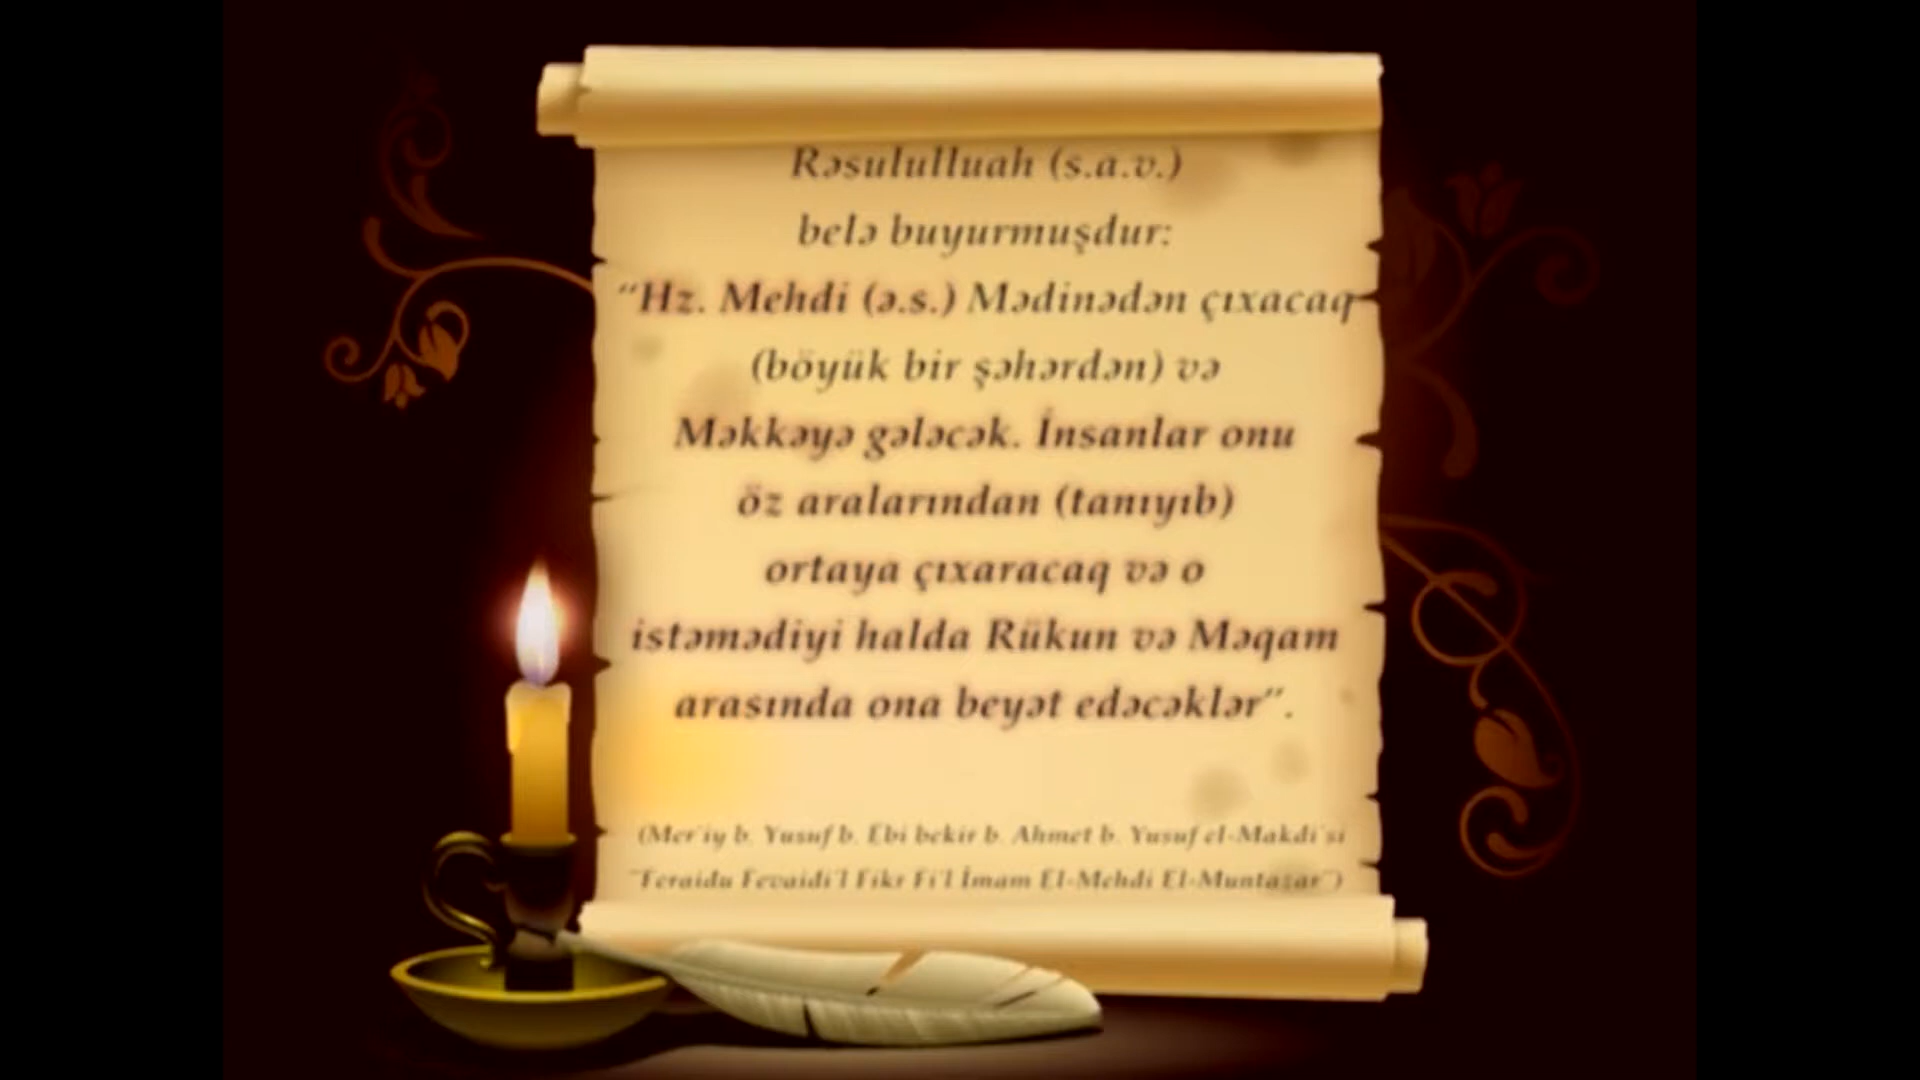 Rəsululluah (s.a.v.)
belə buyurmuşdur:
“Hz. Mehdi (ə.s.) Mədinədən çıxacaq
(böyük bir şəhərdən) və
Məkkəyə gələcək. İnsanlar onu
öz aralarından (tanıyıb)
ortaya çıxaracaq və o
istəmədiyi halda Rükun və Məqam
arasında ona beyət edəcəklər”.
(Mer'iy b. Yusuf b. Ebi bekir b. Ahmet b. Yusuf el-Makdi'si
“Feraidu Fevaidi'l Fikr Fi'l İmam El-Mehdi El-Muntazar”)